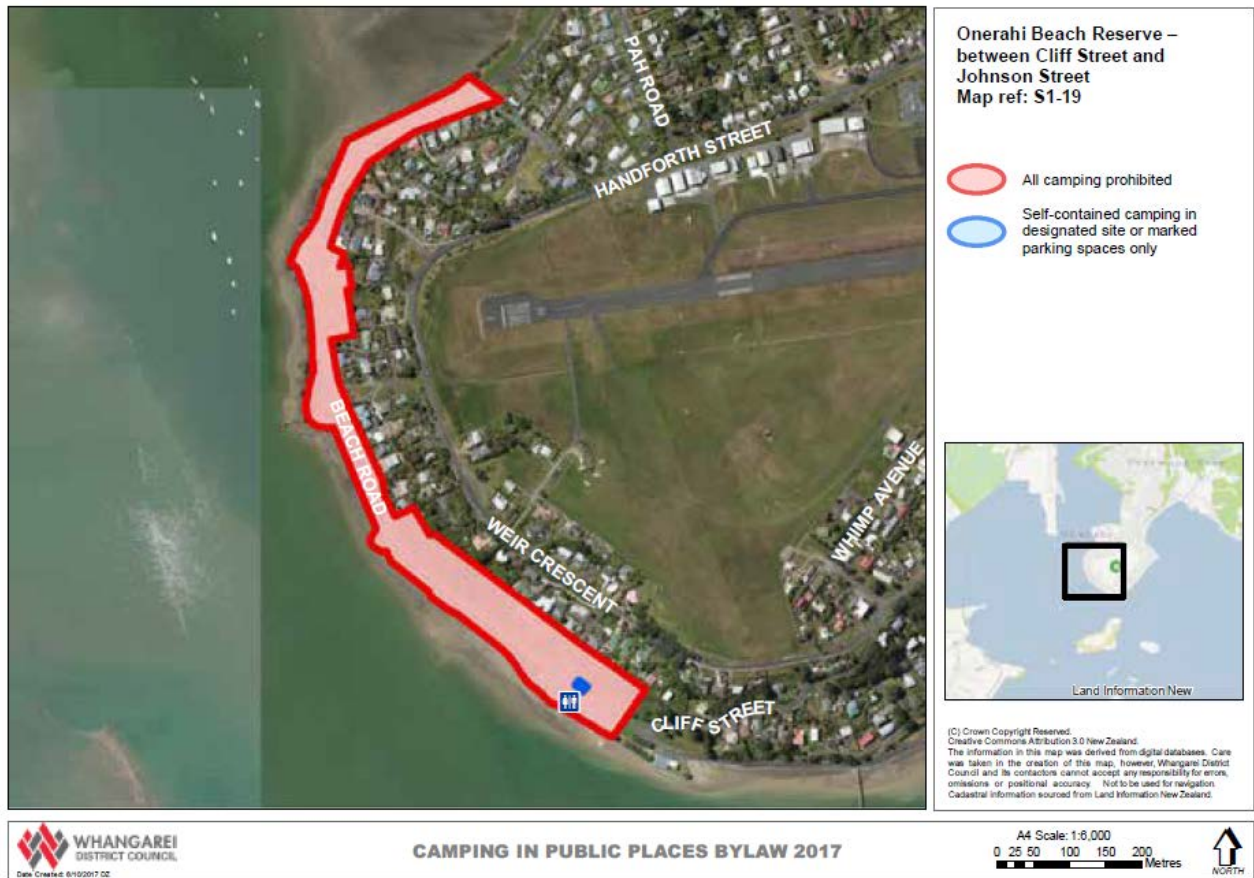 Onerahi Beach Reserve –
between Cliff Street and
Johnson Street
Map ref: S1-19
All camping prohibited
Self-contained camping in
designated site or marked
parking spaces only
PAH ROAD
HANDFORTH STREET
BEACH ROAD
WEIR CRESCENT
WHIMP AVENUE
CLIFF STREET
Land Information New
(C) Crown Copyright Reserved.
Creative Commons Attribution 3.0 New Zealand.
The information in this map was derived from digital databases. Care
was taken in the creation of this map, however, Whangarei District
Council and its contactors cannot accept any responsibility for errors,
omissions or positional accuracy. Not to be used for navigation.
Cadastral information sourced from Land Information New Zealand.
WHANGAREI
DISTRICT COUNCIL
Date Created: 6/10/2017 OZ
CAMPING IN PUBLIC PLACES BYLAW 2017
A4 Scale: 1:6,000
0 25 50 100 150 200
Metres
NORTH